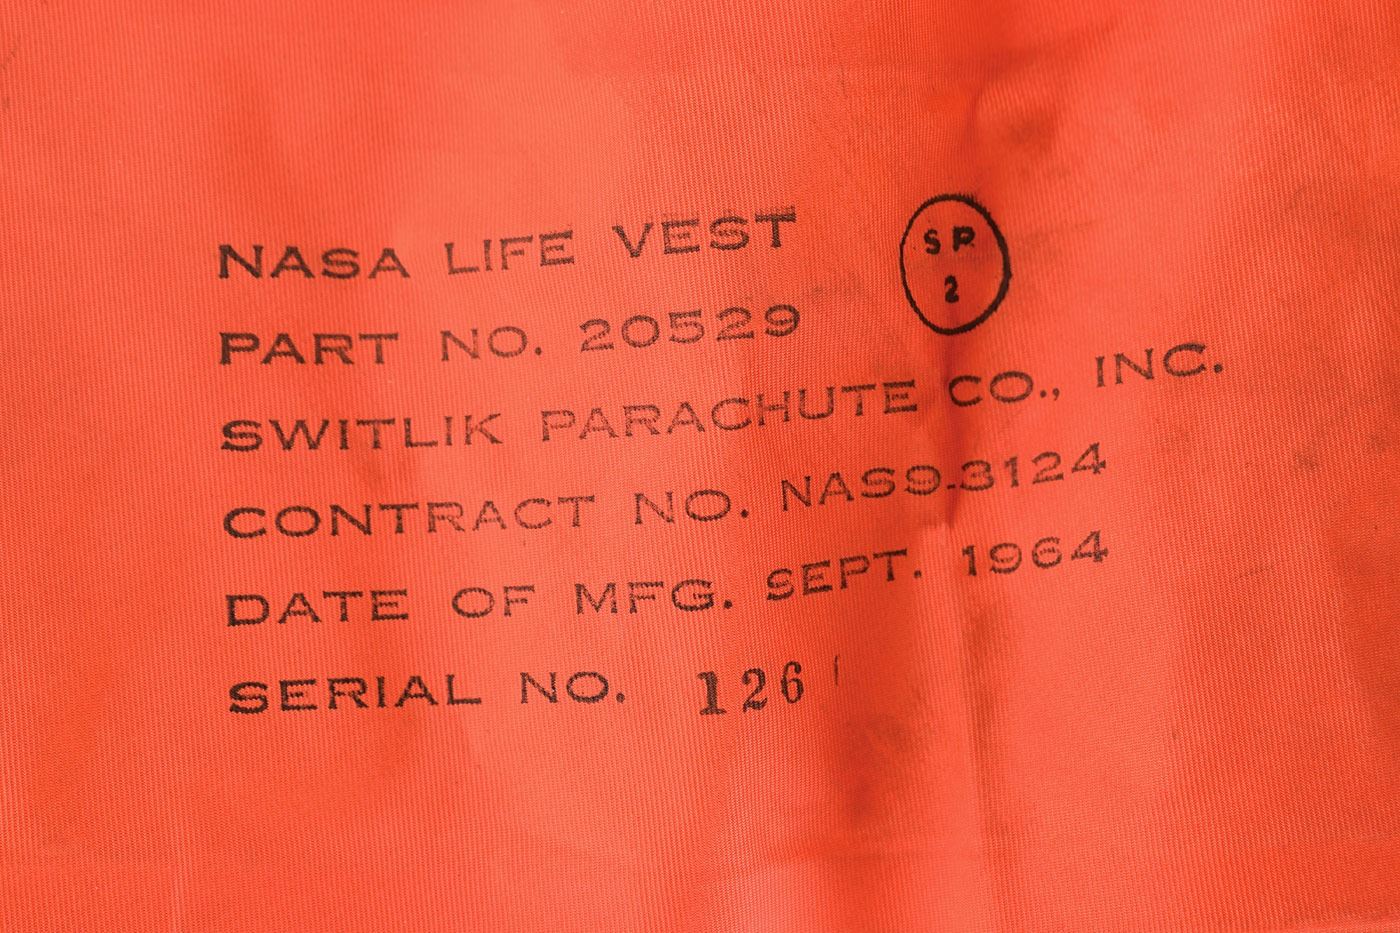 NASA LIFE VEST
SP
2
PART NO. 20529
SWITLIK PARACHUTE CO., INC.
CONTRACT NO. NAS9-3124
DATE OF MFG. SEPT. 1964
SERIAL NO. 126